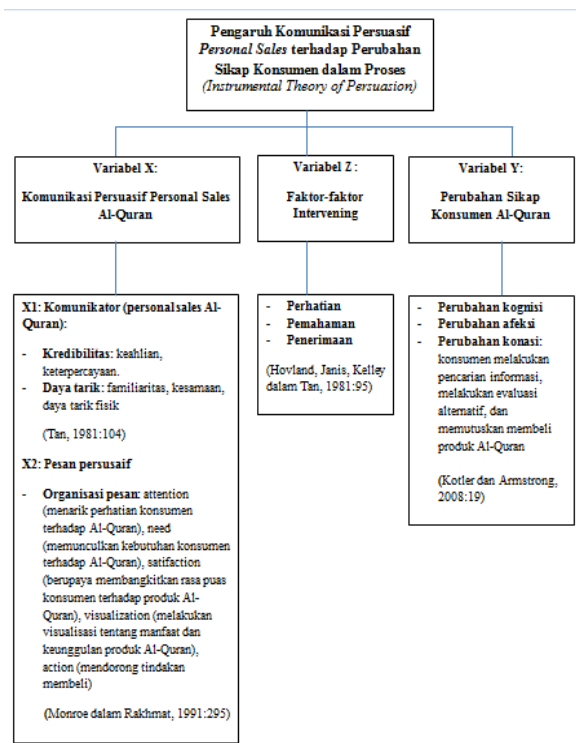 Pengaruh Komunikasi Persuasif
Personal Sales terhadap Perubahan
Sikap Konsumen dalam Proses
(Instrumental Theory of Persuasion)
Variabel X:
Komunikasi Persuasif Personal Sales
Al-Quran
Variabel Z :
Faktor-faktor
Intervening
Variabel Y:
Perubahan Sikap
Konsumen Al-Quran
X1: Komunikator (personal sales Al-
Quran):
- Kredibilitas: keahlian,
keterpercayaan.
- Daya tarik: familiaritas, kesamaan,
daya tarik fisik
(Tan, 1981:104)
X2: Pesan persusaif
- Organisasi pesan: attention
(menarik perhatian konsumen
terhadap Al-Quran), need
(memunculkan kebutuhan konsumen
terhadap Al-Quran), satifaction
(berupaya membangkitkan rasa puas
konsumen terhadap produk Al-
Quran), visualization (melakukan
visualisasi tentang manfaat dan
keunggulan produk Al-Quran),
action (mendorong tindakan
membeli)
(Monroe dalam Rakhmat, 1991:295)
- Perhatian
- Pemahaman
- Penerimaan
(Hovland, Janis, Kelley
dalam Tan, 1981:95)
- Perubahan kognisi
- Perubahan afeksi
- Perubahan konasi:
konsumen melakukan
pencarian informasi,
melakukan evaluasi
alternatif, dan
memutuskan membeli
produk Al-Quran
(Kotler dan Armstrong,
2008:19)